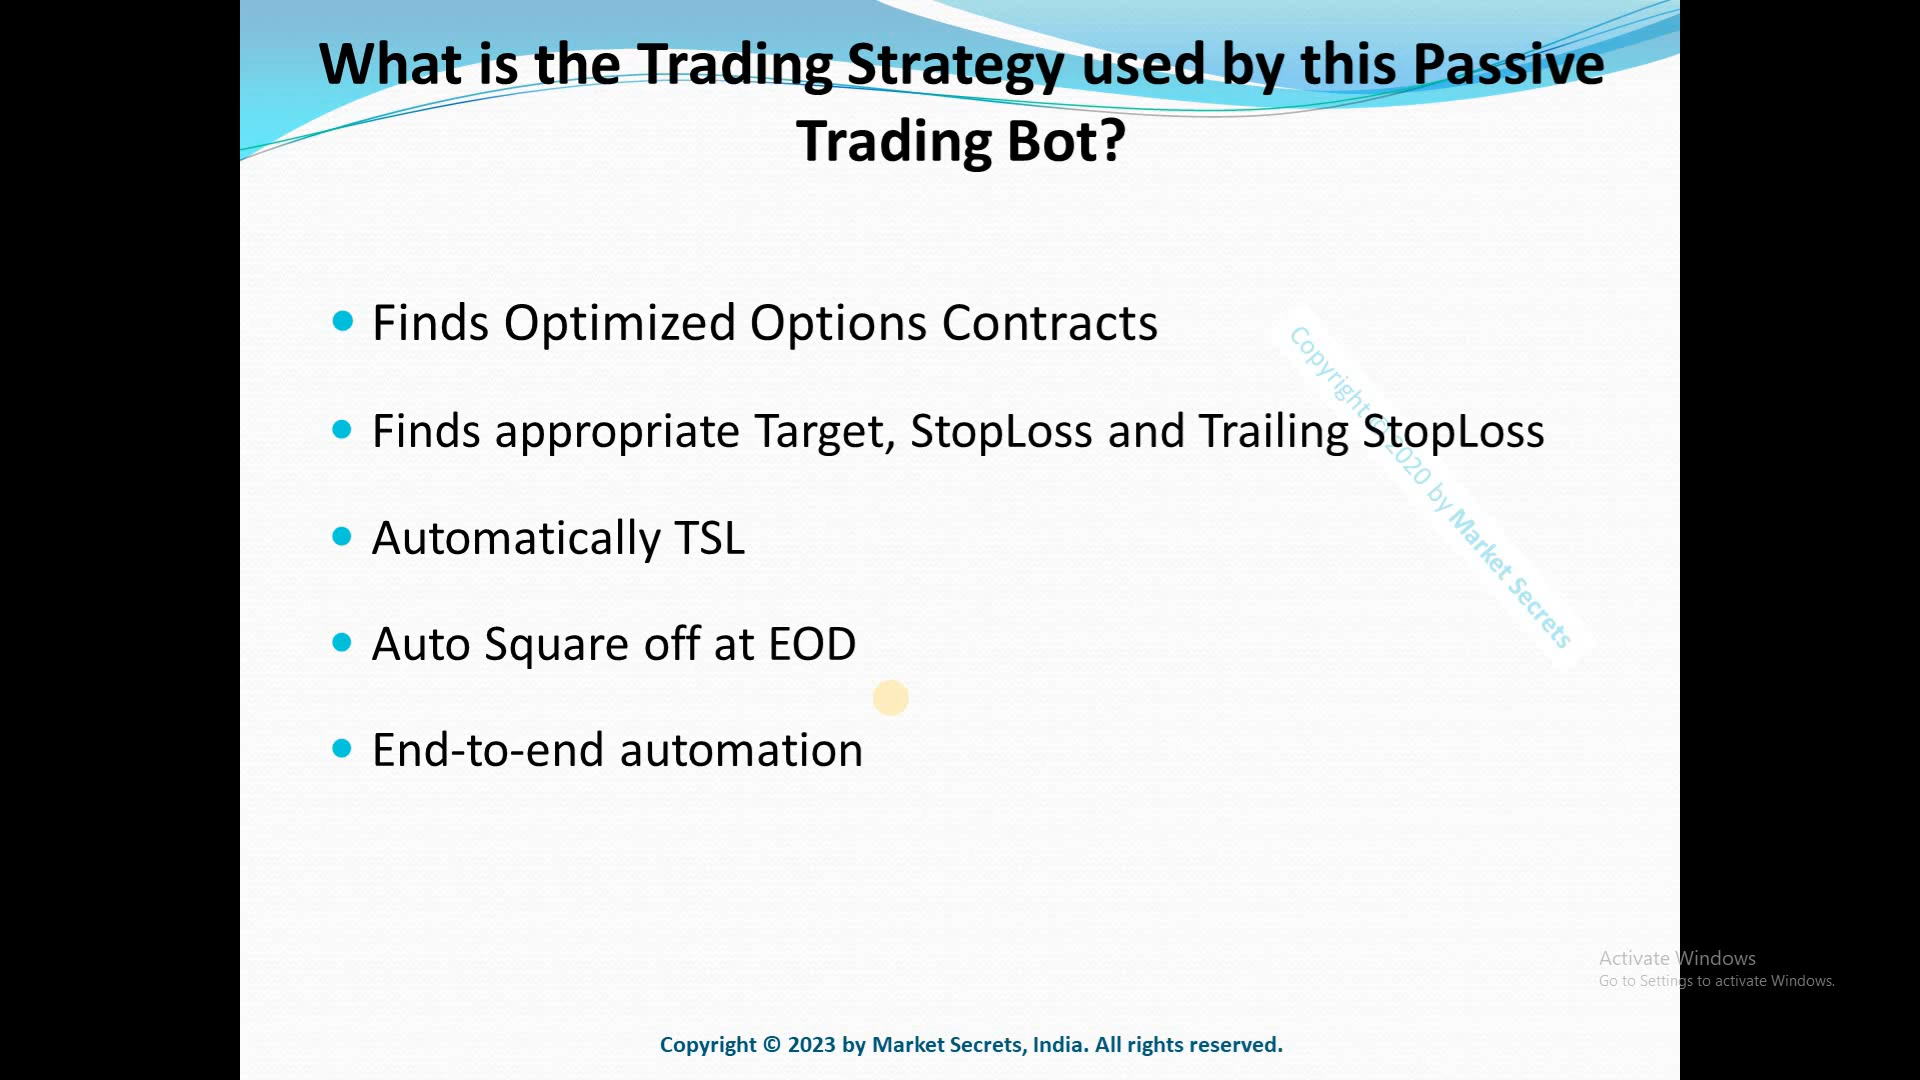 What is the Trading Strategy used by this Passive
Trading Bot?
Finds Optimized Options Contracts
Finds appropriate Target, StopLoss and Trailing StopLoss
Automatically TSL
Auto Square off at EOD
End-to-end automation
Copyright © 2020 by Market Secrets
Activate Windows
Go to Settings to activate Windows.
Copyright © 2023 by Market Secrets, India. All rights reserved.